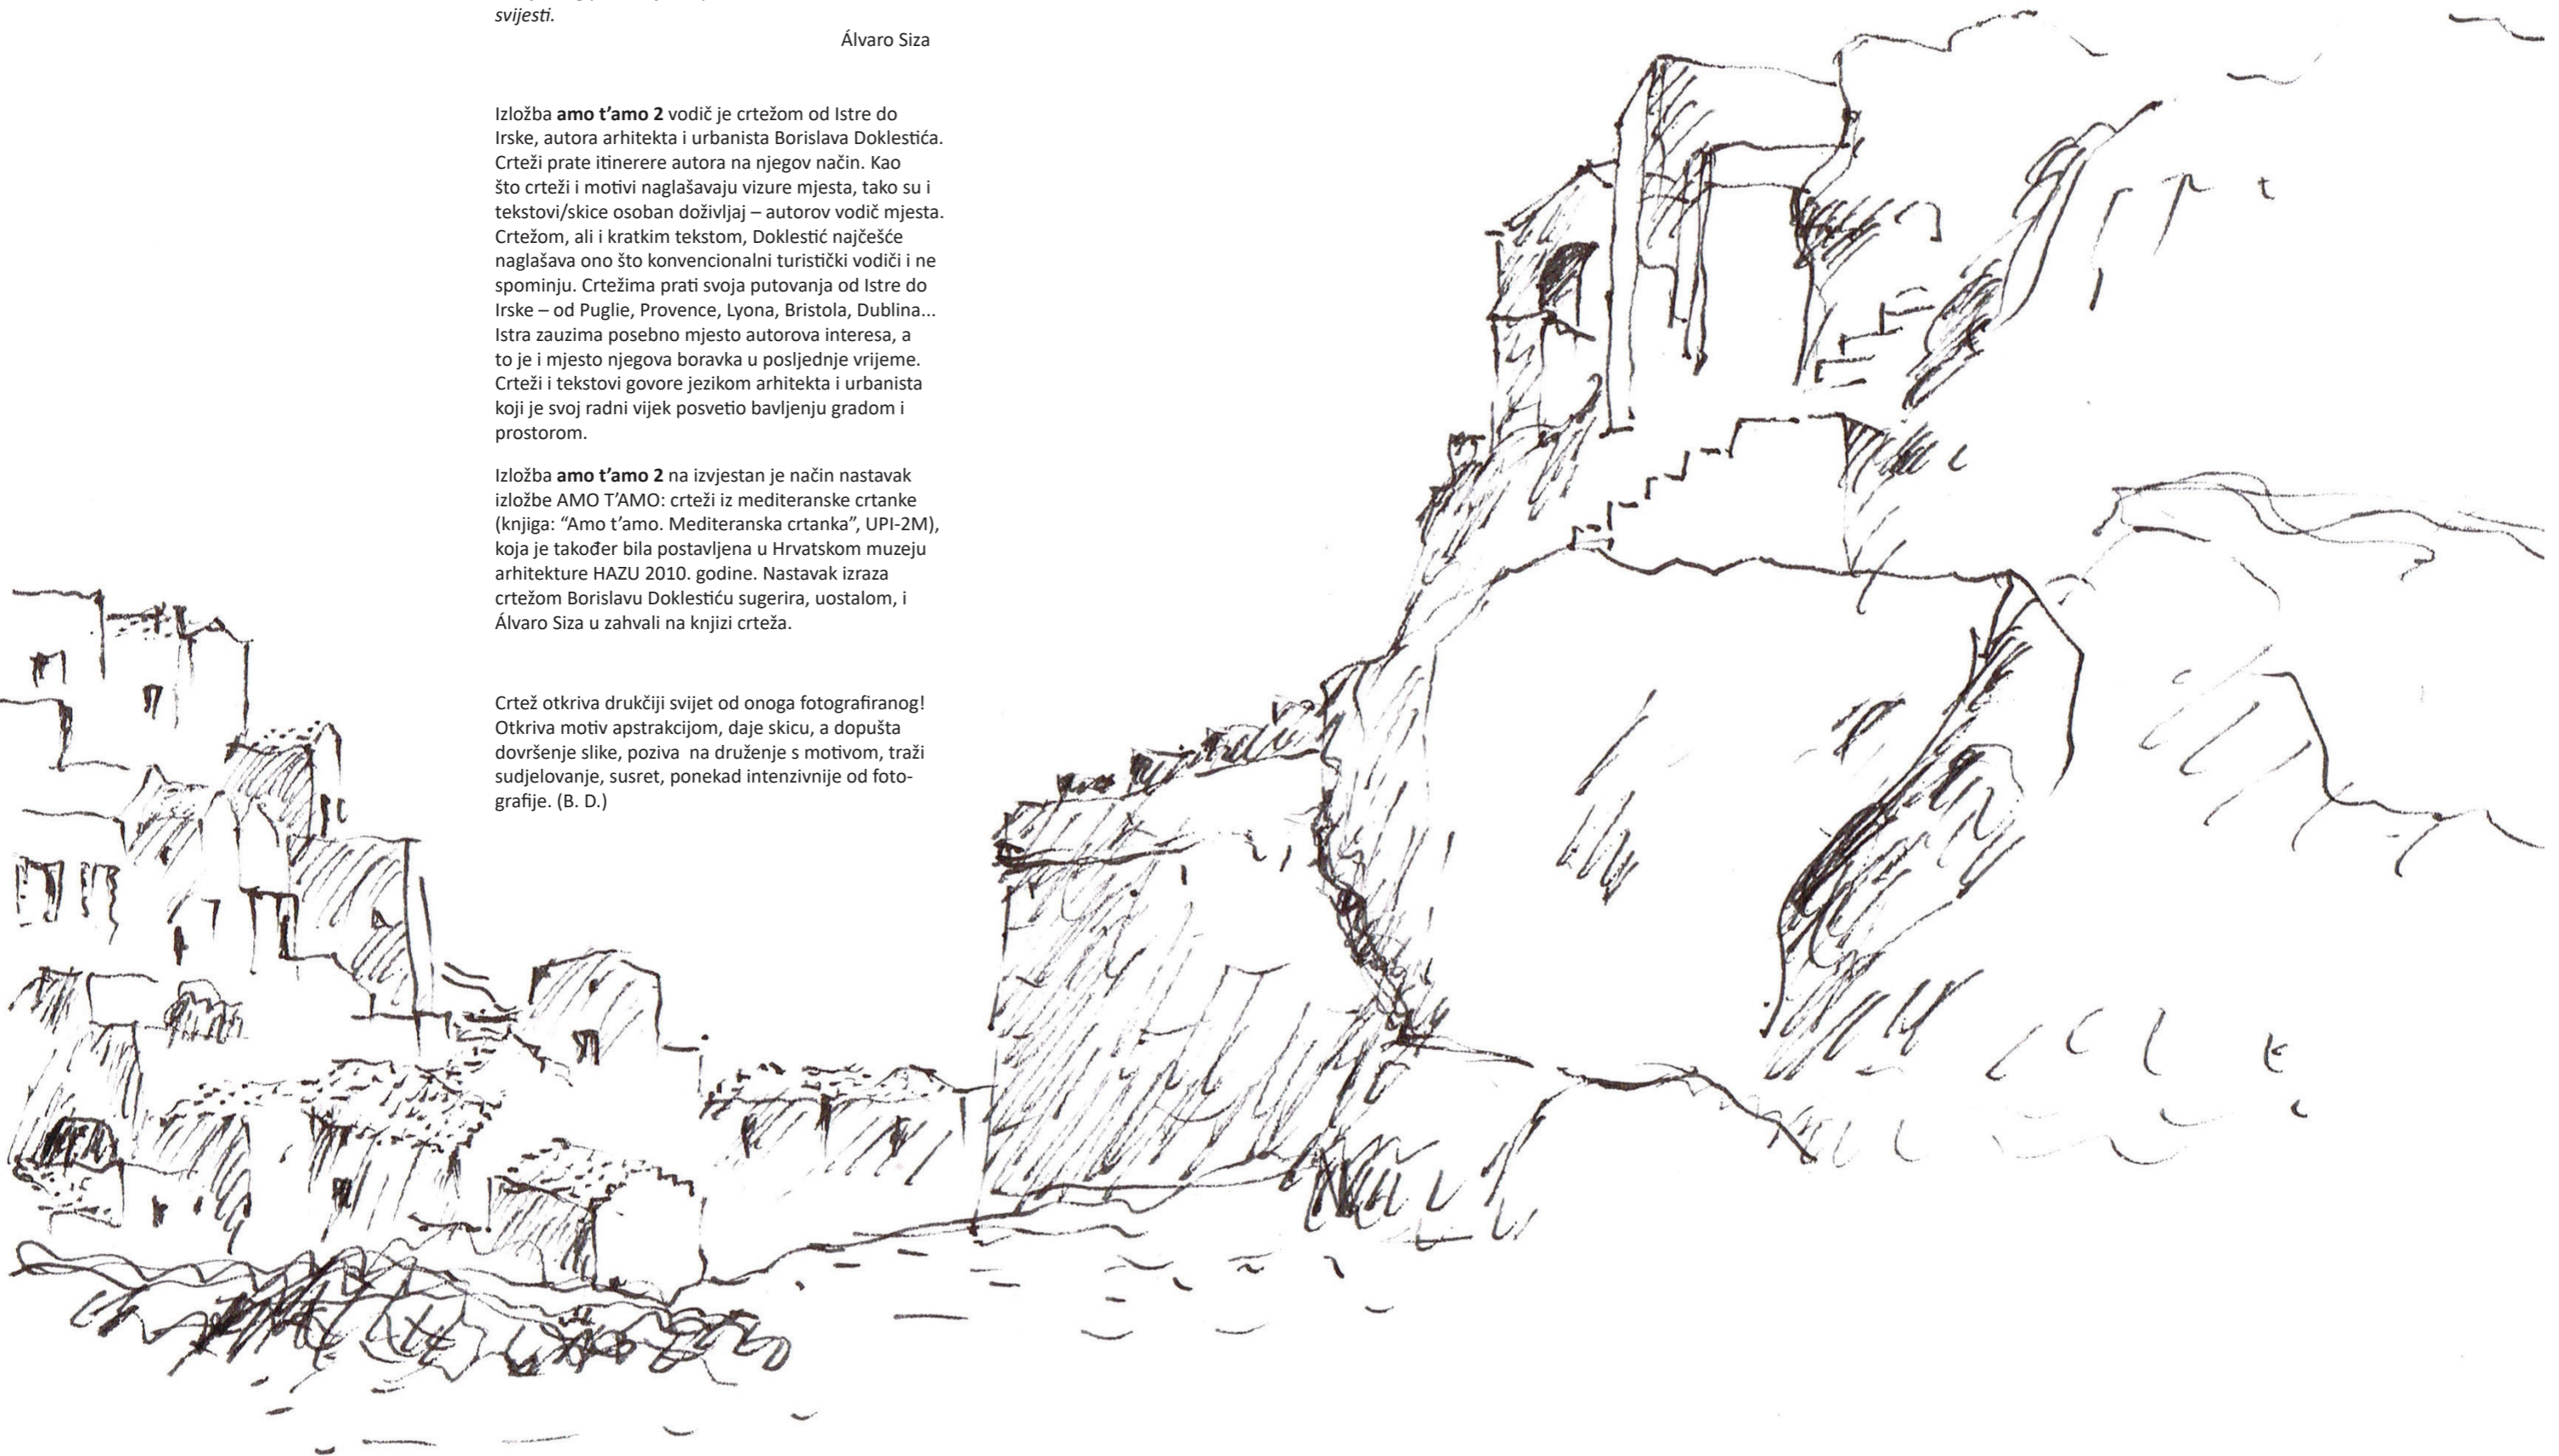 svijesti.
Álvaro Siza
Izložba amo t’amo 2 vodič je crtežom od Istre do
Irske, autora arhitekta i urbanista Borislava Doklestića.
Crteži prate itinerere autora na njegov način. Kao
što crteži i motivi naglašavaju vizure mjesta, tako su i
tekstovi/skice osoban doživljaj – autorov vodič mjesta.
Crtežom, ali i kratkim tekstom, Doklestić najčešće
naglašava ono što konvencionalni turistički vodiči i ne
spominju. Crtežima prati svoja putovanja od Istre do
Irske – od Puglie, Provence, Lyona, Bristola, Dublina...
Istra zauzima posebno mjesto autorova interesa, a
to je i mjesto njegova boravka u posljednje vrijeme.
Crteži i tekstovi govore jezikom arhitekta i urbanista
koji je svoj radni vijek posvetio bavljenju gradom i
prostorom.
Izložba amo t’amo 2 na izvjestan je način nastavak
izložbe AMO T’AMO: crteži iz mediteranske crtanke
(knjiga: “Amo t’amo. Mediteranska crtanka”, UPI-2M),
koja je također bila postavljena u Hrvatskom muzeju
arhitekture HAZU 2010. godine. Nastavak izraza
crtežom Borislavu Doklestiću sugerira, uostalom, i
Álvaro Siza u zahvali na knjizi crteža.
Crtež otkriva drukčiji svijet od onoga fotografiranog!
Otkriva motiv apstrakcijom, daje skicu, a dopušta
dovršenje slike, poziva  na druženje s motivom, traži
sudjelovanje, susret, ponekad intenzivnije od foto-
grafije. (B. D.)